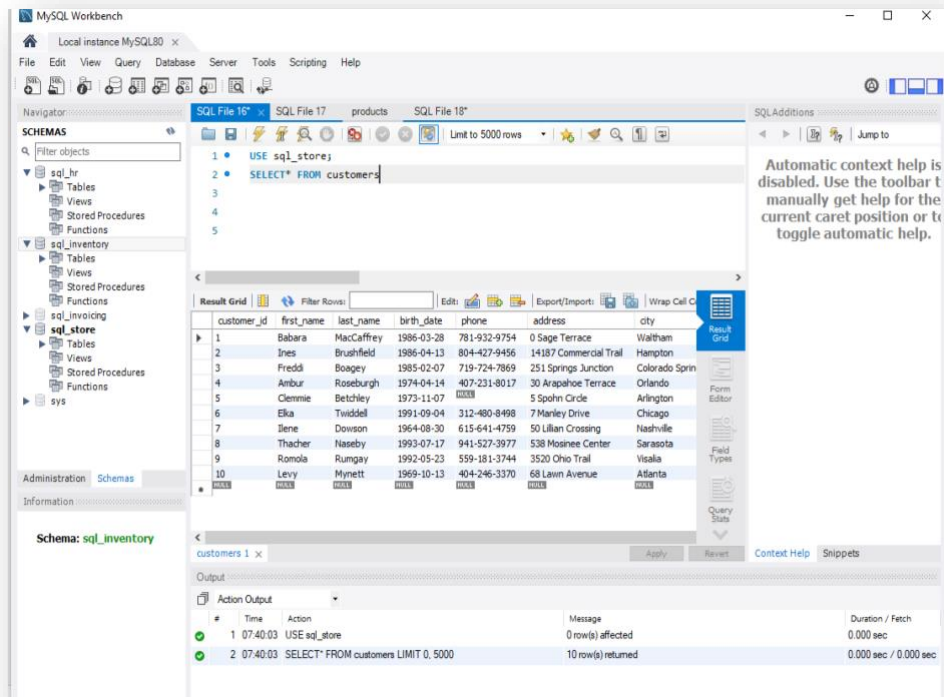 MySQL Workbench
Local instance MySQL80 ×
File Edit View Query Database Server Tools Scripting Help
Navigator
SCHEMAS
Filter objects
sql_hr
Tables
Views
Stored Procedures
Functions
sql_inventory
Tables
Views
Stored Procedures
Functions
sql_invoicing
sql_store
Tables
Views
Stored Procedures
Functions
sys
Administration Schemas
Information
Schema: sql_inventory
SQL File 16* × SQL File 17 products SQL File 18*
Limit to 5000 rows
1 USE sql_store;
2 SELECT* FROM customers
3
4
5
Result Grid Filter Rows: Edit: Export/Import: Wrap Cell C
customer_id first_name last_name birth_date phone address city
1 Babara MacCaffrey 1986-03-28 781-932-9754 0 Sage Terrace Waltham
2 Ines Brushfield 1986-04-13 804-427-9456 14187 Commercial Trail Hampton
3 Freddi Boagey 1985-02-07 719-724-7869 251 Springs Junction Colorado Sprin
4 Ambur Roseburgh 1974-04-14 407-231-8017 30 Arapahoe Terrace Orlando
5 Clemmie Betchley 1973-11-07 NULL 5 Spohn Circle Arlington
6 Elka Twiddell 1991-09-04 312-480-8498 7 Manley Drive Chicago
7 Ilene Dowson 1964-08-30 615-641-4759 50 Lillian Crossing Nashville
8 Thacher Naseby 1993-07-17 941-527-3977 538 Mosinee Center Sarasota
9 Romola Rumgay 1992-05-23 559-181-3744 3520 Ohio Trail Visalia
10 Levy Mynett 1969-10-13 404-246-3370 68 Lawn Avenue Atlanta
NULL NULL NULL NULL NULL NULL NULL
Result
Grid
Form
Editor
Field
Types
Query
Stats
customers 1 × Apply Revert
SQLAdditions
Jump to
Automatic context help is
disabled. Use the toolbar t
manually get help for the
current caret position or to
toggle automatic help.
Context Help Snippets
Output
Action Output
# Time Action Message Duration / Fetch
1 07:40:03 USE sql_store 0 row(s) affected 0.000 sec
2 07:40:03 SELECT* FROM customers LIMIT 0, 5000 10 row(s) returned 0.000 sec / 0.000 sec